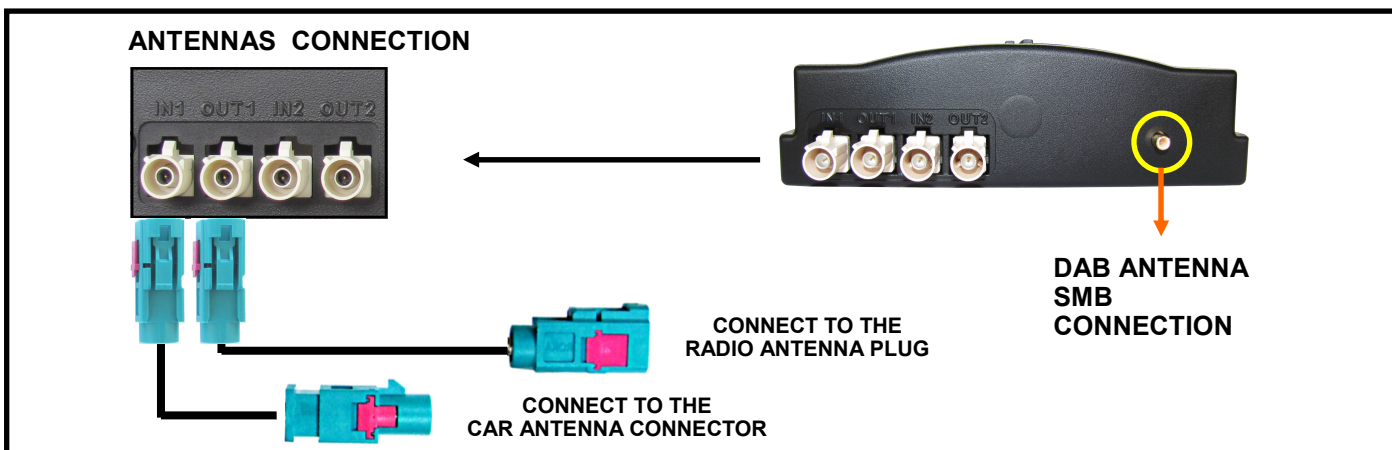 ANTENNAS CONNECTION
IN1 OUT1 IN2 OUT2
IN1 OUT1 IN2 OUT2
DAB ANTENNA
SMB
CONNECTION
CONNECT TO THE
RADIO ANTENNA PLUG
CONNECT TO THE
CAR ANTENNA CONNECTOR